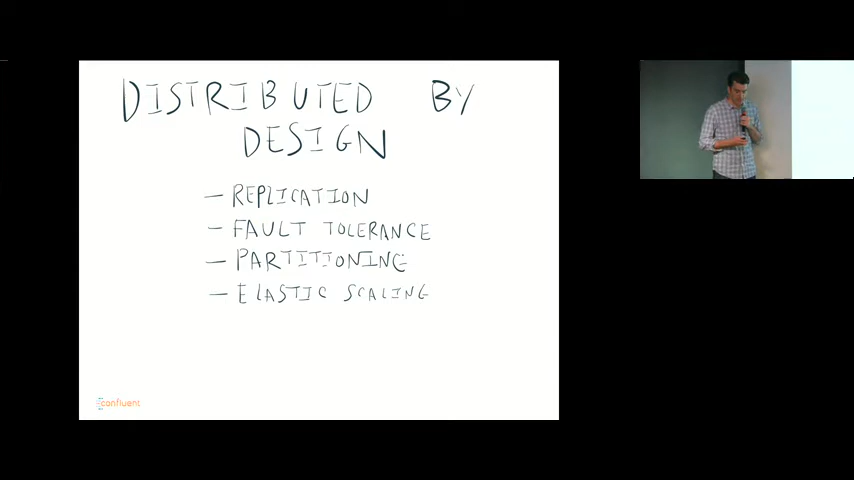 DISTRIBUTED BY
DESIGN
- REPLICATION
- FAULT TOLERANCE
- PARTITIONING
- ELASTIC SCALING
confluent